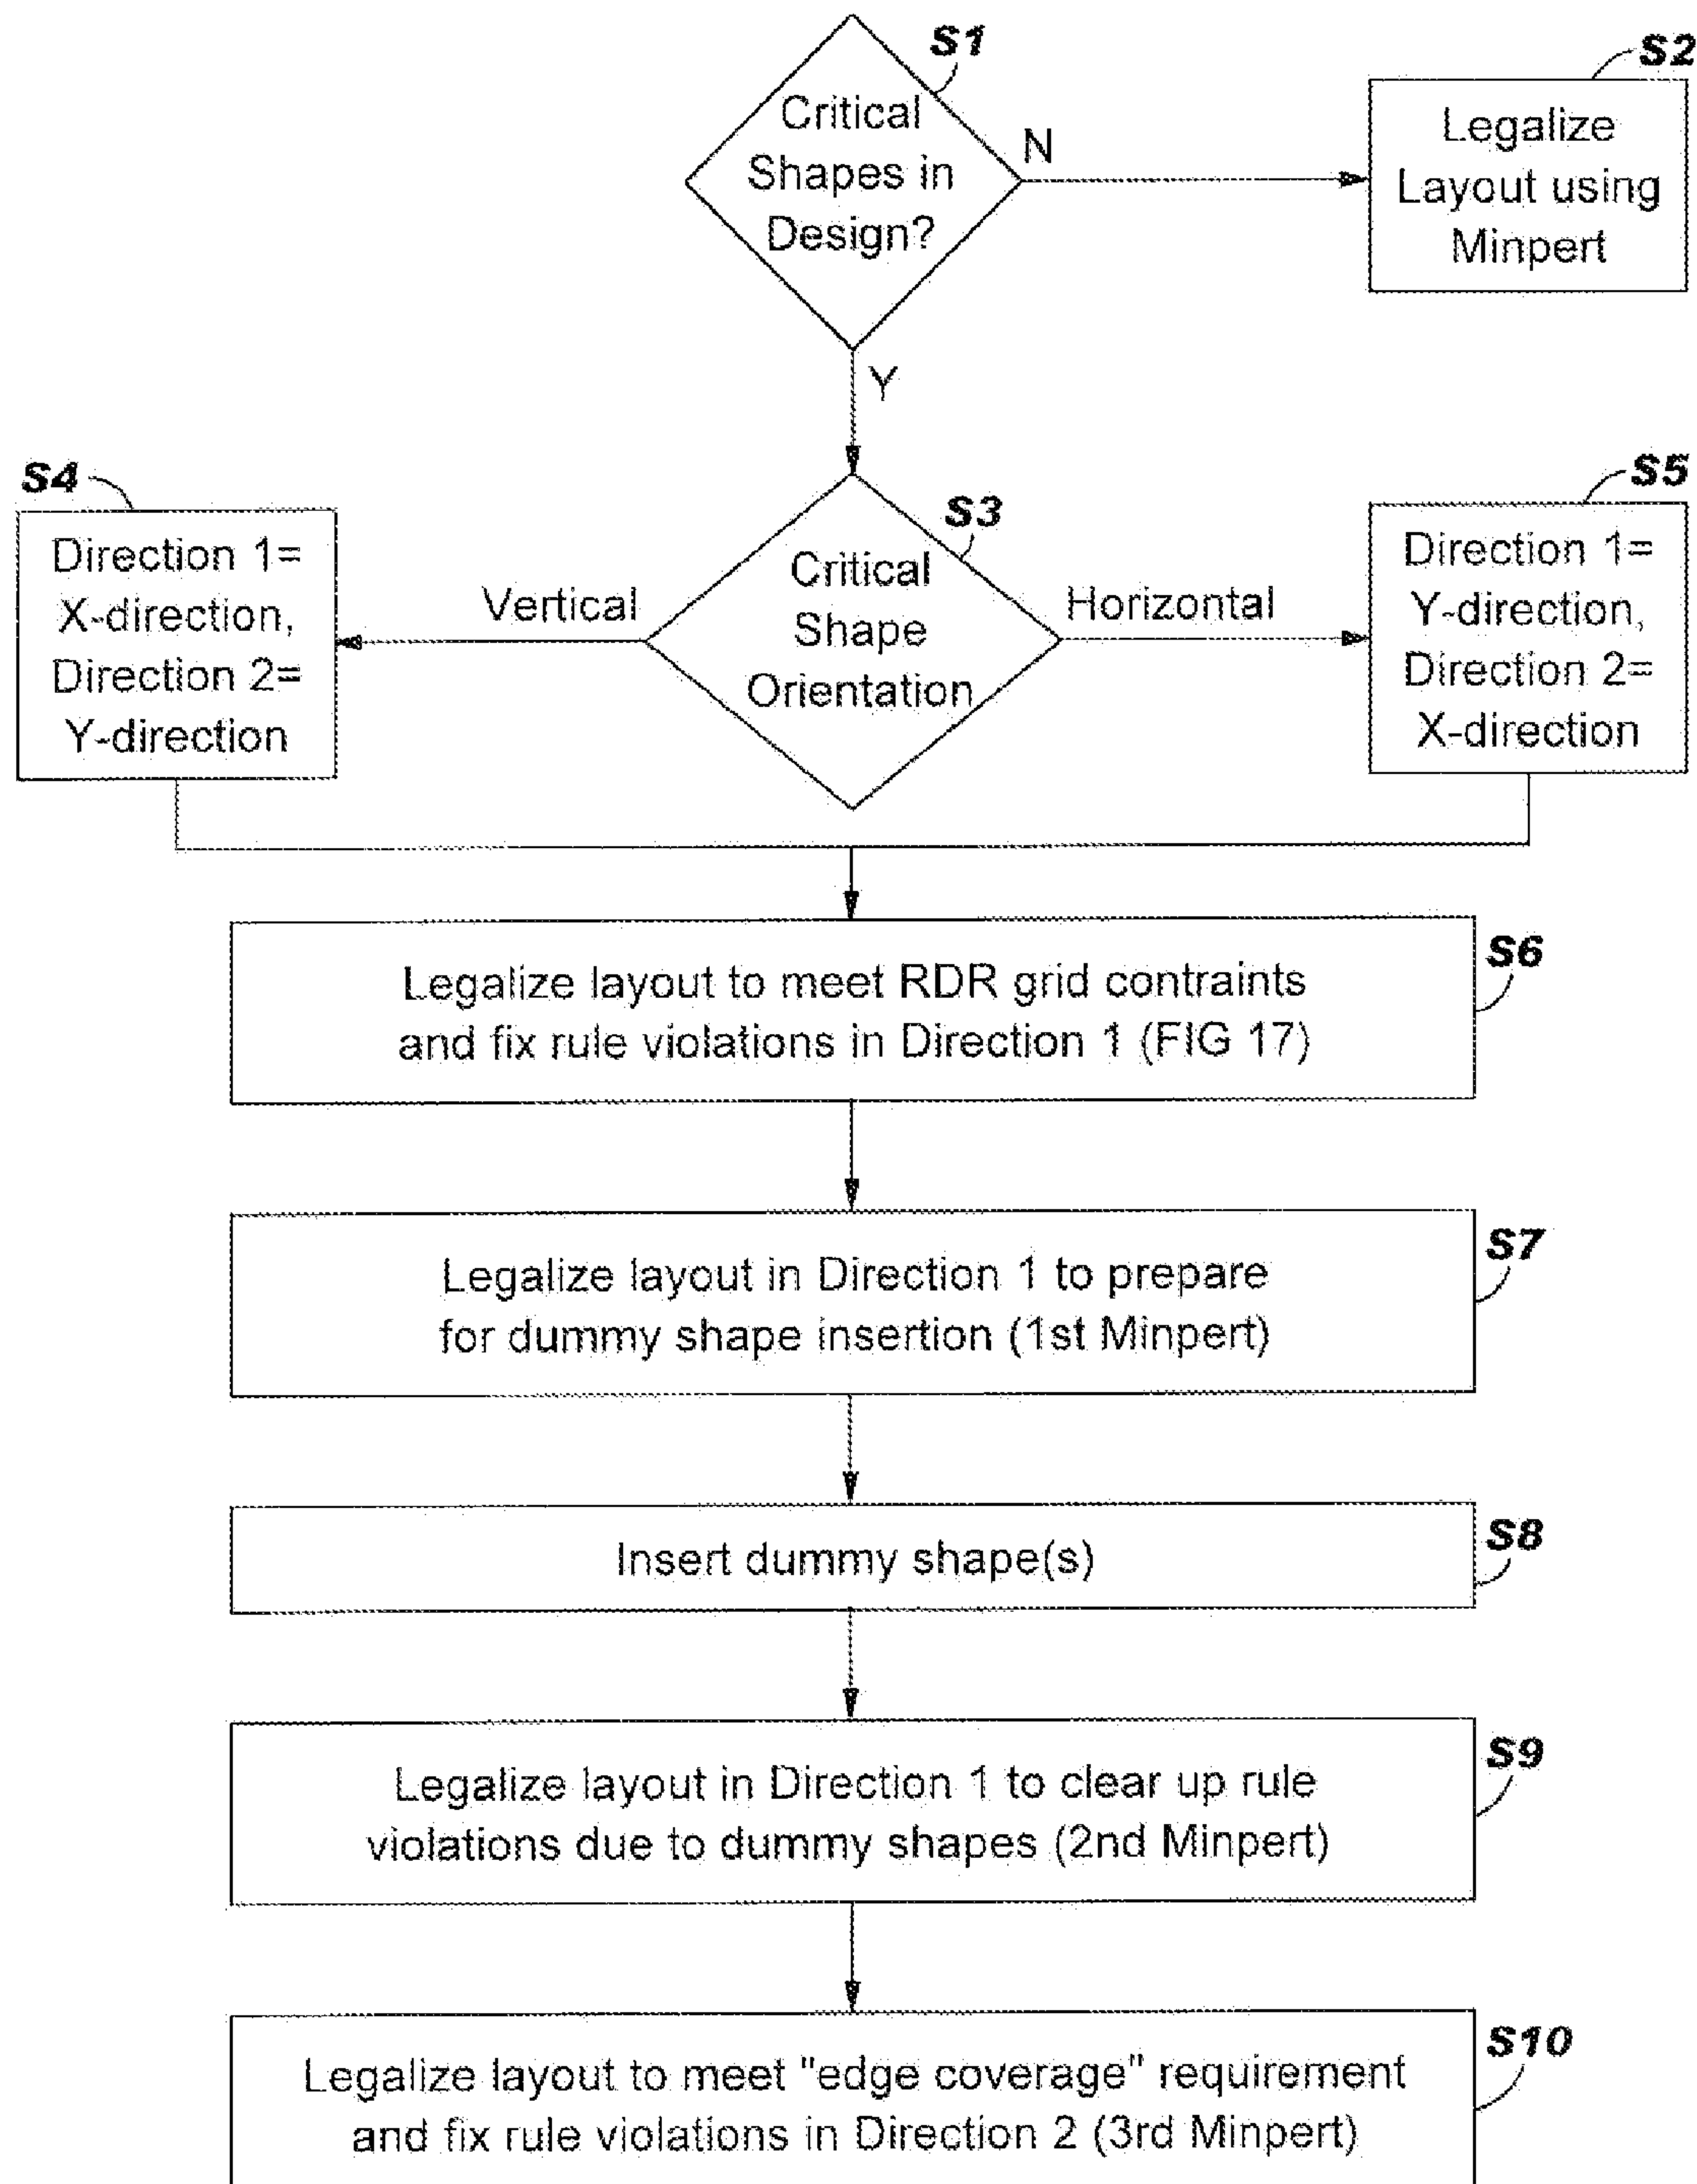 S1
Critical
Shapes in
Design?
N
S2
Legalize
Layout using
Minpert
Y
S4
Direction 1=
X-direction,
Direction 2=
Y-direction
Vertical
S3
Critical
Shape
Orientation
Horizontal
S5
Direction 1=
Y-direction,
Direction 2=
X-direction
S6
Legalize layout to meet RDR grid contraints
and fix rule violations in Direction 1 (FIG 17)
S7
Legalize layout in Direction 1 to prepare
for dummy shape insertion (1st Minpert)
S8
Insert dummy shape(s)
S9
Legalize layout in Direction 1 to clear up rule
violations due to dummy shapes (2nd Minpert)
S10
Legalize layout to meet "edge coverage" requirement
and fix rule violations in Direction 2 (3rd Minpert)